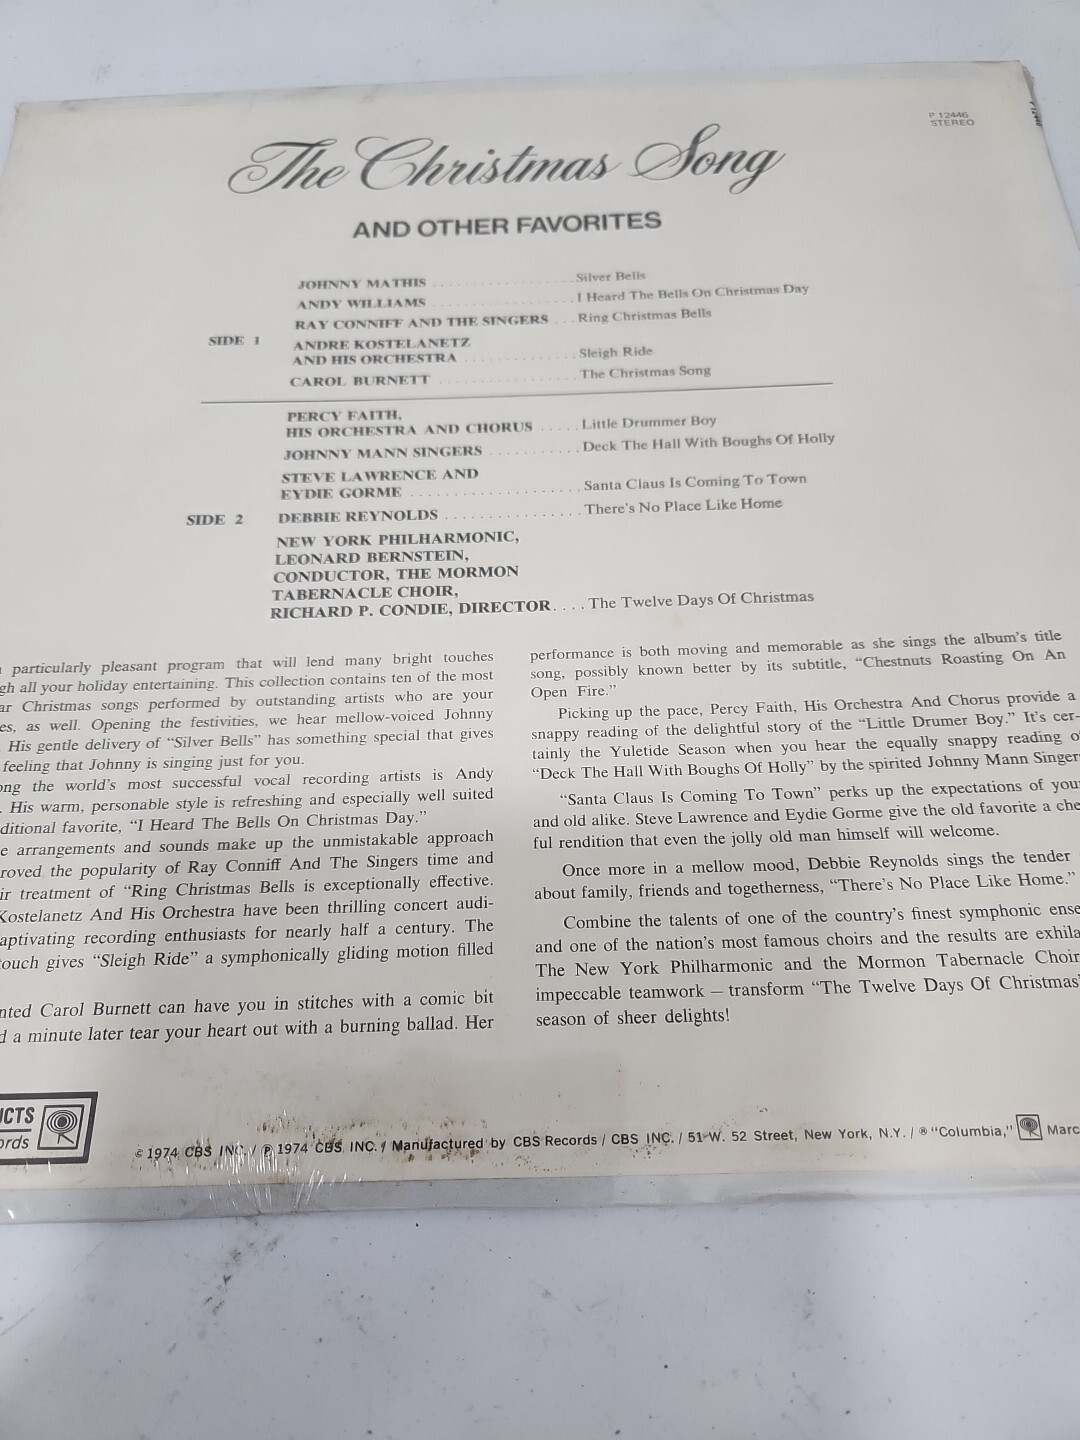 P 12446
STEREO
The Christmas Song
AND OTHER FAVORITES
SIDE 1
JOHNNY MATHIS . . . . . . . . . . . . . . . . Silver Bells
ANDY WILLIAMS . . . . . . . . . . . . . . . . I Heard The Bells On Christmas Day
RAY CONNIFF AND THE SINGERS . . . Ring Christmas Bells
ANDRE KOSTELANETZ
AND HIS ORCHESTRA . . . . . . . . . . . . . Sleigh Ride
CAROL BURNETT . . . . . . . . . . . . . . . . The Christmas Song
SIDE 2
PERCY FAITH,
HIS ORCHESTRA AND CHORUS . . . . . Little Drummer Boy
JOHNNY MANN SINGERS . . . . . . . . . . . Deck The Hall With Boughs Of Holly
STEVE LAWRENCE AND
EYDIE GORME . . . . . . . . . . . . . . . . . . . . Santa Claus Is Coming To Town
DEBBIE REYNOLDS . . . . . . . . . . . . . . . . There's No Place Like Home
NEW YORK PHILHARMONIC,
LEONARD BERNSTEIN,
CONDUCTOR, THE MORMON
TABERNACLE CHOIR,
RICHARD P. CONDIE, DIRECTOR . . . . The Twelve Days Of Christmas
particularly pleasant program that will lend many bright touches
gh all your holiday entertaining. This collection contains ten of the most
ar Christmas songs performed by outstanding artists who are your
es, as well. Opening the festivities, we hear mellow-voiced Johnny
. His gentle delivery of “Silver Bells” has something special that gives
feeling that Johnny is singing just for you.
ong the world's most successful vocal recording artists is Andy
. His warm, personable style is refreshing and especially well suited
ditional favorite, “I Heard The Bells On Christmas Day.”
e arrangements and sounds make up the unmistakable approach
roved the popularity of Ray Conniff And The Singers time and
ir treatment of “Ring Christmas Bells is exceptionally effective.
Kostelanetz And His Orchestra have been thrilling concert audi-
aptivating recording enthusiasts for nearly half a century. The
touch gives “Sleigh Ride” a symphonically gliding motion filled
nted Carol Burnett can have you in stitches with a comic bit
d a minute later tear your heart out with a burning ballad. Her
performance is both moving and memorable as she sings the album's title
song, possibly known better by its subtitle, “Chestnuts Roasting On An
Open Fire.”
Picking up the pace, Percy Faith, His Orchestra And Chorus provide a
snappy reading of the delightful story of the “Little Drumer Boy.” It's cer-
tainly the Yuletide Season when you hear the equally snappy reading o
“Deck The Hall With Boughs Of Holly” by the spirited Johnny Mann Singer
“Santa Claus Is Coming To Town” perks up the expectations of you
and old alike. Steve Lawrence and Eydie Gorme give the old favorite a che
ful rendition that even the jolly old man himself will welcome.
Once more in a mellow mood, Debbie Reynolds sings the tender
about family, friends and togetherness, “There's No Place Like Home.”
Combine the talents of one of the country's finest symphonic ense
and one of the nation's most famous choirs and the results are exhila
The New York Philharmonic and the Mormon Tabernacle Choir
impeccable teamwork — transform “The Twelve Days Of Christmas”
season of sheer delights!
UCTS
ords
© 1974 CBS INC. / ℗ 1974 CBS INC. / Manufactured by CBS Records / CBS INC. / 51 W. 52 Street, New York, N.Y. / ® “Columbia,” Marc